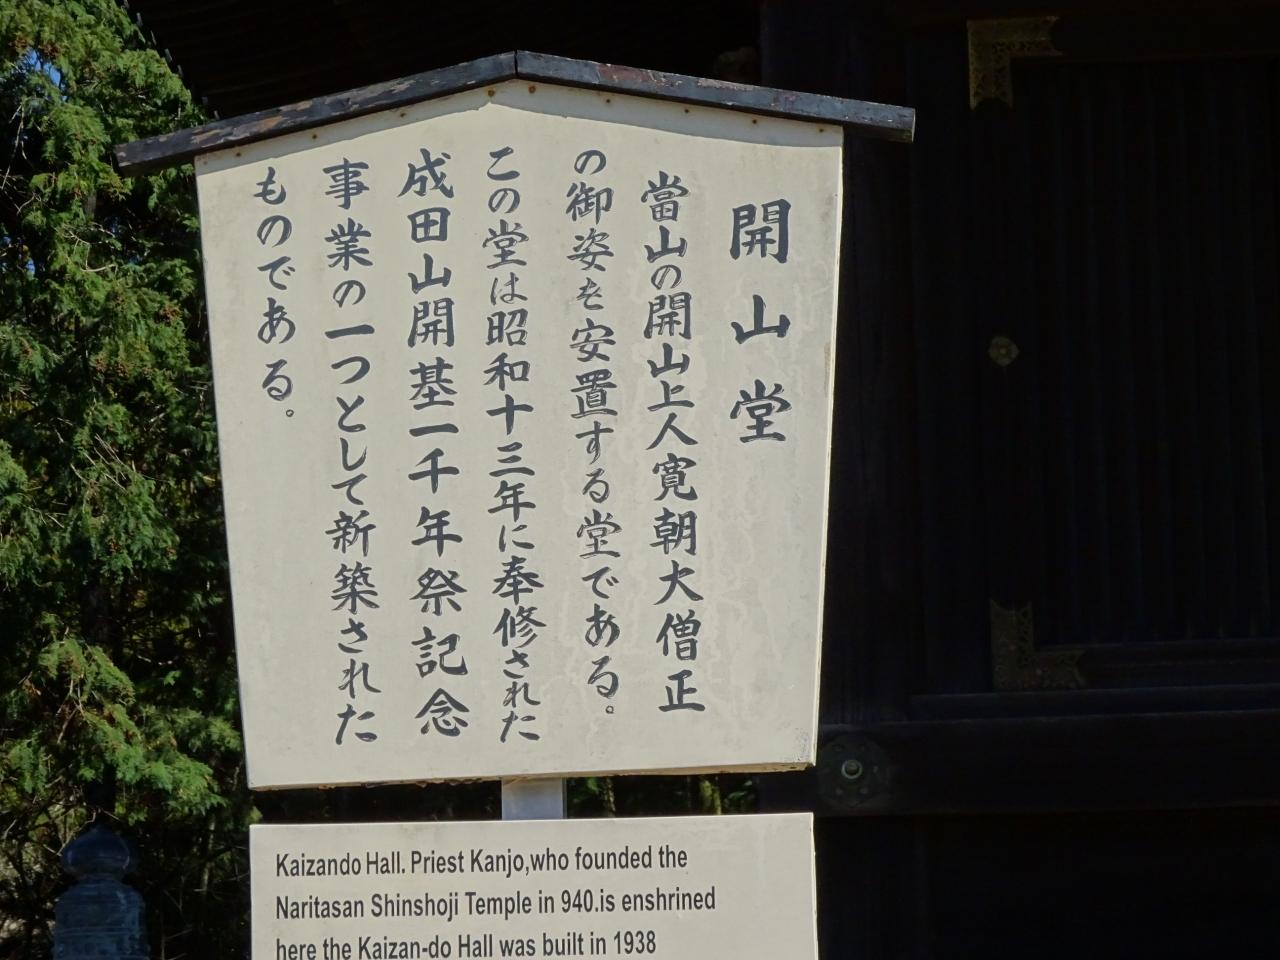 開山堂
當山の開山上人寛朝大僧正
の御姿を安置する堂である。
この堂は昭和十三年に奉修された
成田山開基一千年祭記念
事業の一つとして新築された
ものである。
Kaizando Hall. Priest Kanjo,who founded the
Naritasan Shinshoji Temple in 940.is enshrined
here the Kaizan-do Hall was built in 1938